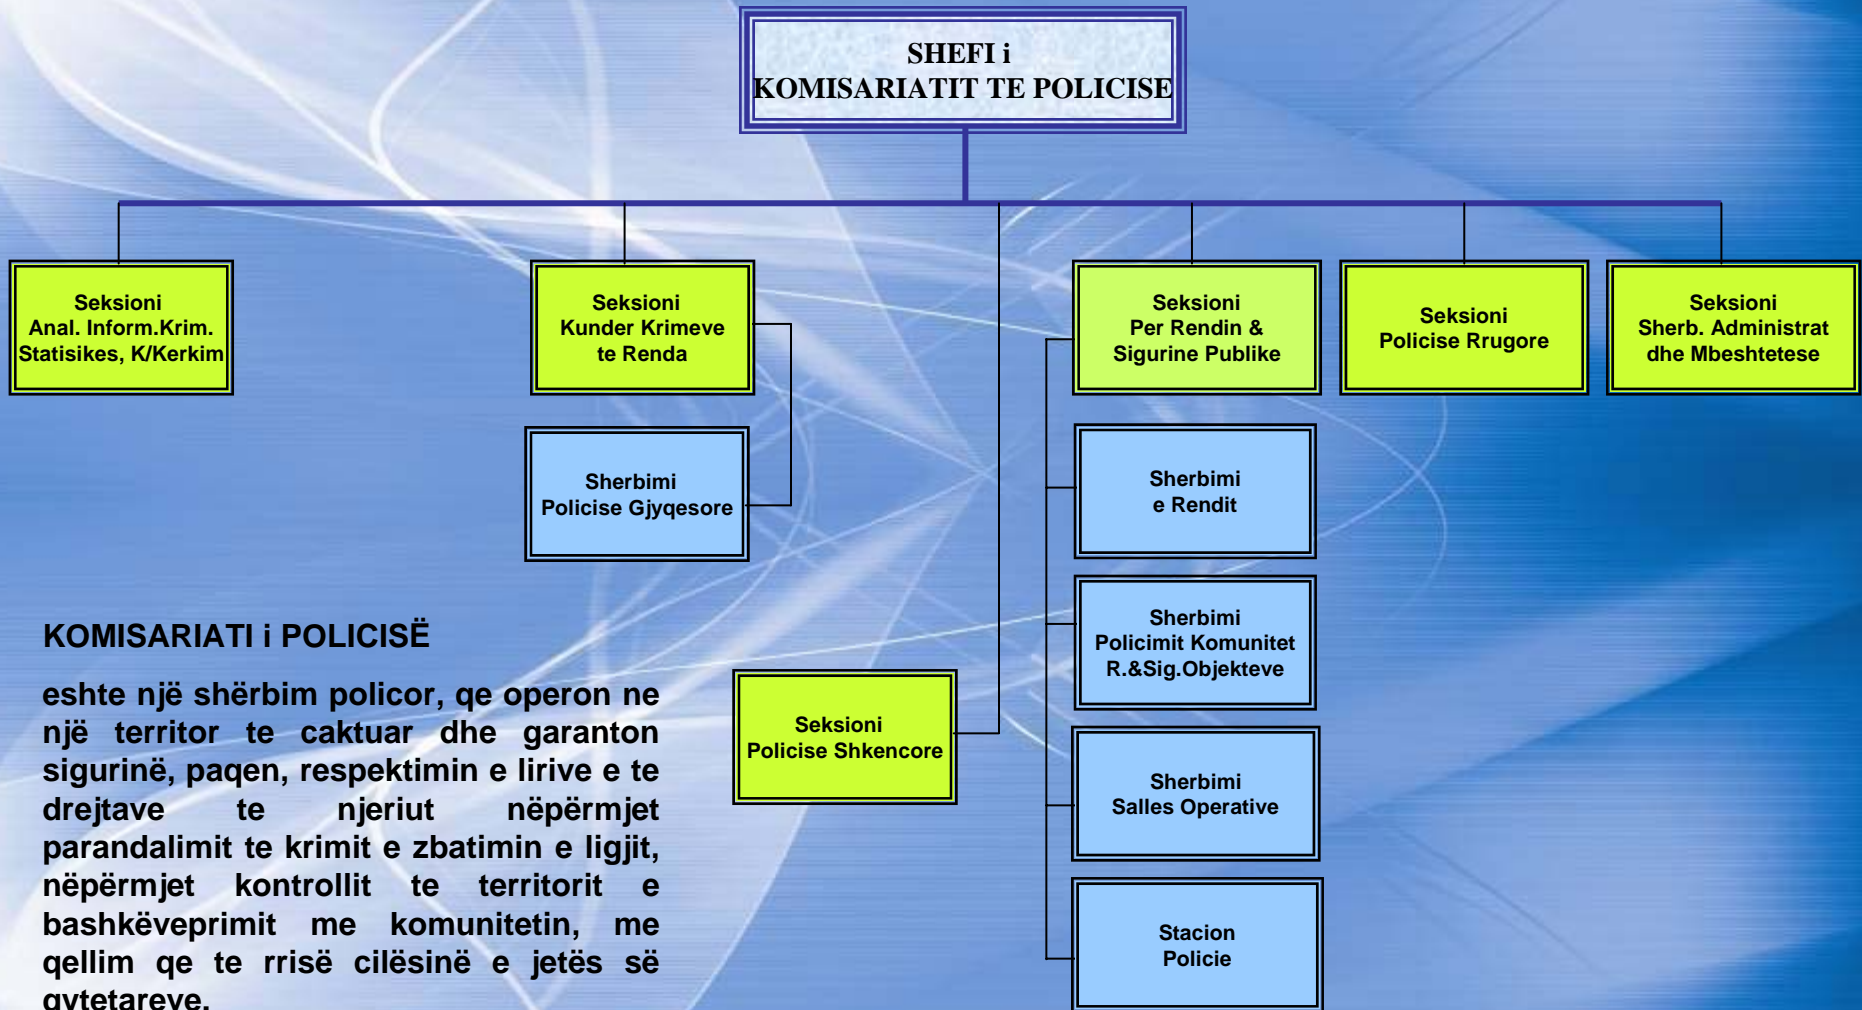 SHEFI i
KOMISARIATIT TE POLICISE
Seksioni
Anal. Inform.Krim.
Statisikes, K/Kerkim
Seksioni
Kunder Krimeve
te Renda
Seksioni
Per Rendin &
Sigurine Publike
Seksioni
Policise Rrugore
Seksioni
Sherb. Administrat
dhe Mbeshtetese
Sherbimi
Policise Gjyqesore
Sherbimi
e Rendit
Sherbimi
Policimit Komunitet
R.&Sig.Objekteve
Seksioni
Policise Shkencore
Sherbimi
Salles Operative
Stacion
Policie
KOMISARIATI i POLICISË
eshte një shërbim policor, qe operon ne
një territor te caktuar dhe garanton
sigurinë, paqen, respektimin e lirive e te
drejtave te njeriut nëpërmjet
parandalimit te krimit e zbatimin e ligjit,
nëpërmjet kontrollit te territorit e
bashkëveprimit me komunitetin, me
qellim qe te rrisë cilësinë e jetës së
qytetareve.